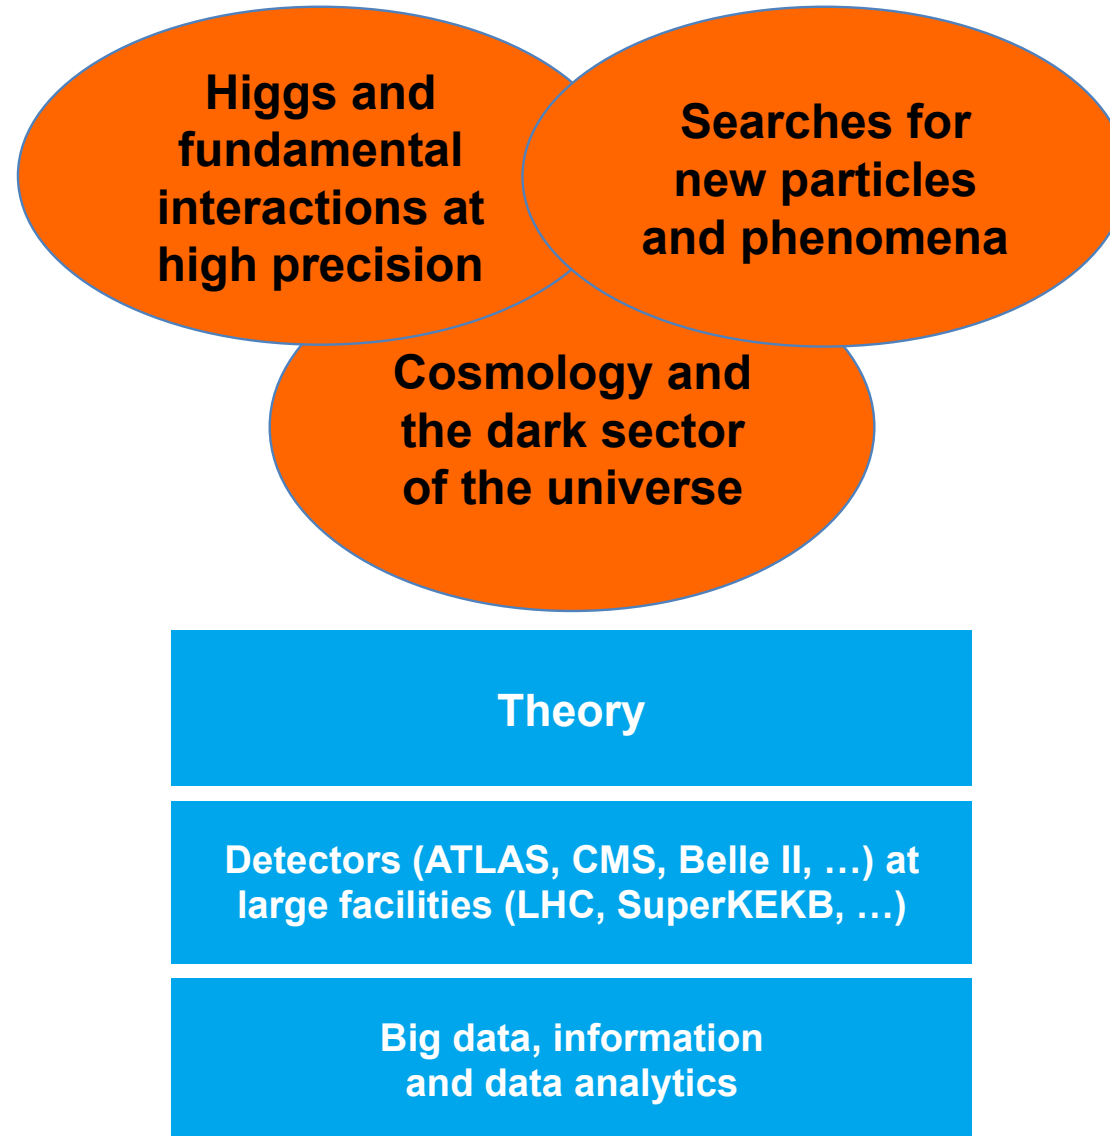 Higgs and
fundamental
interactions at
high precision
Searches for
new particles
and phenomena
Cosmology and
the dark sector
of the universe
Theory
Detectors (ATLAS, CMS, Belle II, …) at
large facilities (LHC, SuperKEKB, …)
Big data, information
and data analytics